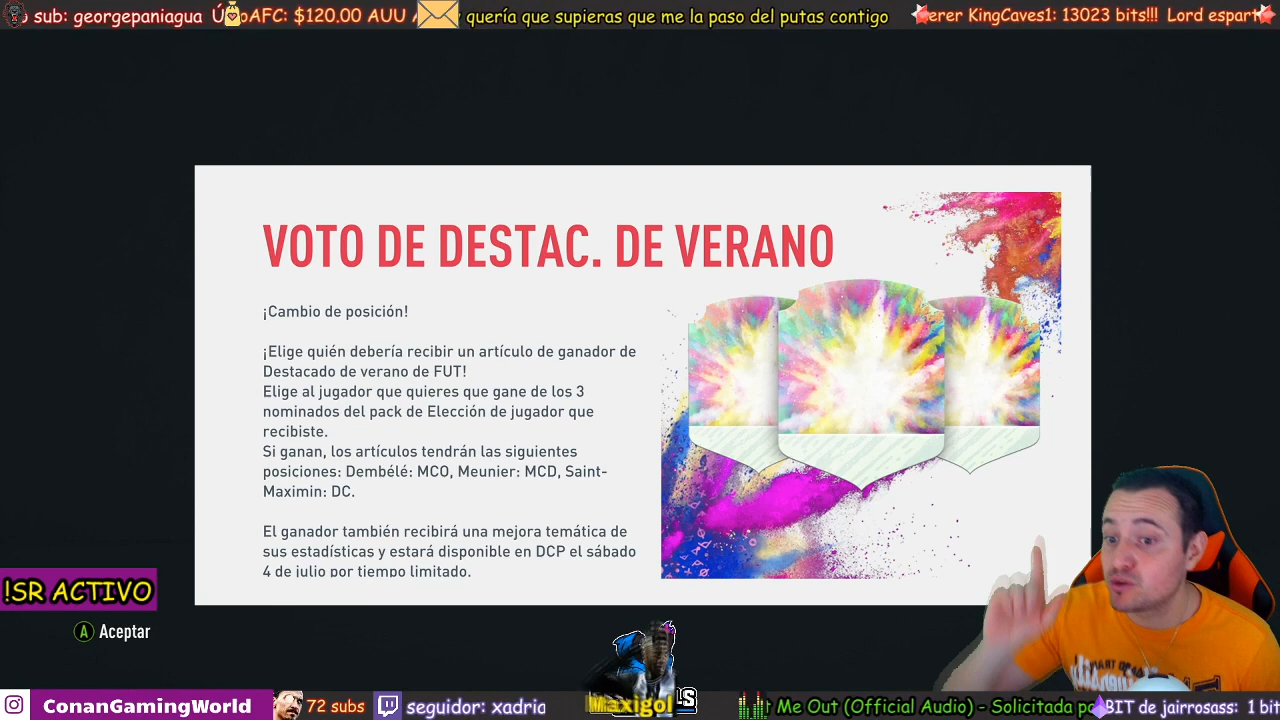 sub: georgepaniagua
AFC: $120.00 AUU
quería que supieras que me la paso del putas contigo
erer KingCaves1: 13023 bits!!! Lord espart
VOTO DE DESTAC. DE VERANO
¡Cambio de posición!
¡Elige quién debería recibir un artículo de ganador de
Destacado de verano de FUT!
Elige al jugador que quieres que gane de los 3
nominados del pack de Elección de jugador que
recibiste.
Si ganan, los artículos tendrán las siguientes
posiciones: Dembélé: MCO, Meunier: MCD, Saint-
Maximin: DC.
El ganador también recibirá una mejora temática de
sus estadísticas y estará disponible en DCP el sábado
4 de julio por tiempo limitado.
!SR ACTIVO
A Aceptar
ConanGamingWorld
72 subs
seguidor: xadria
Maxigol
Me Out (Official Audio) - Solicitada po
BIT de jairrosass: 1 bit